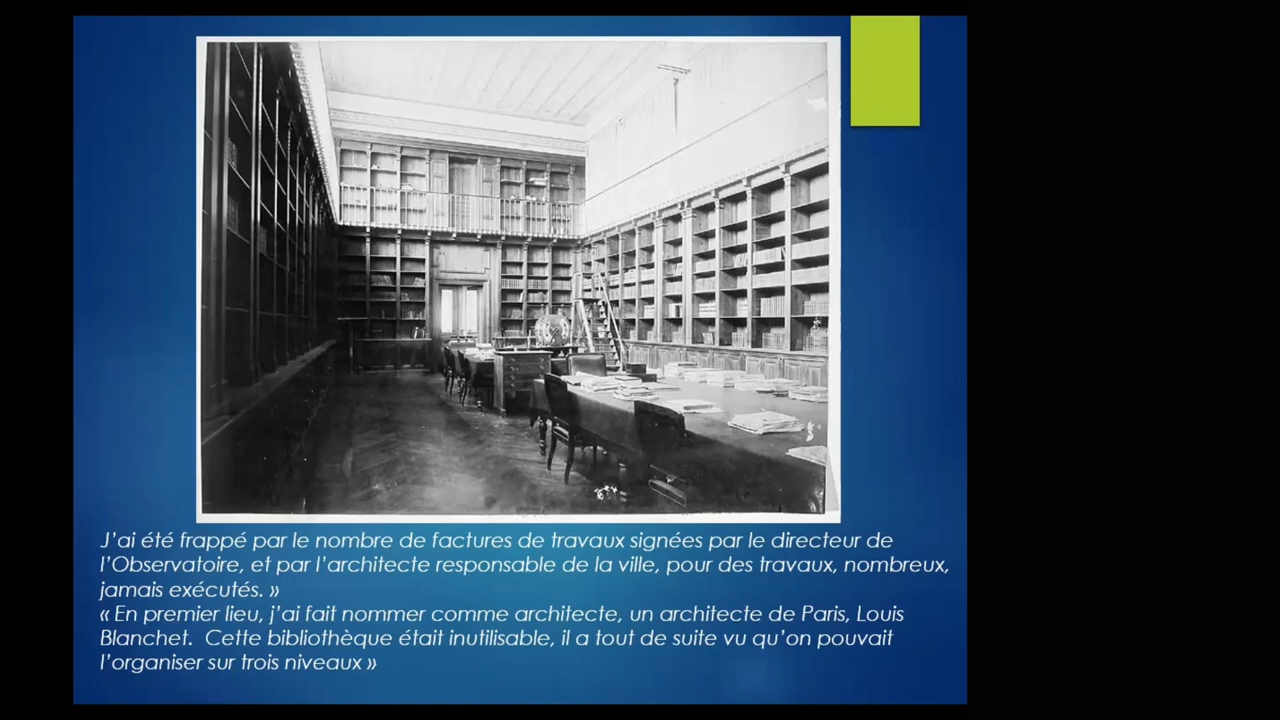 J’ai été frappé par le nombre de factures de travaux signées par le directeur de
l’Observatoire, et par l’architecte responsable de la ville, pour des travaux, nombreux,
jamais exécutés. »
« En premier lieu, j’ai fait nommer comme architecte, un architecte de Paris, Louis
Blanchet.  Cette bibliothèque était inutilisable, il a tout de suite vu qu’on pouvait
l’organiser sur trois niveaux »